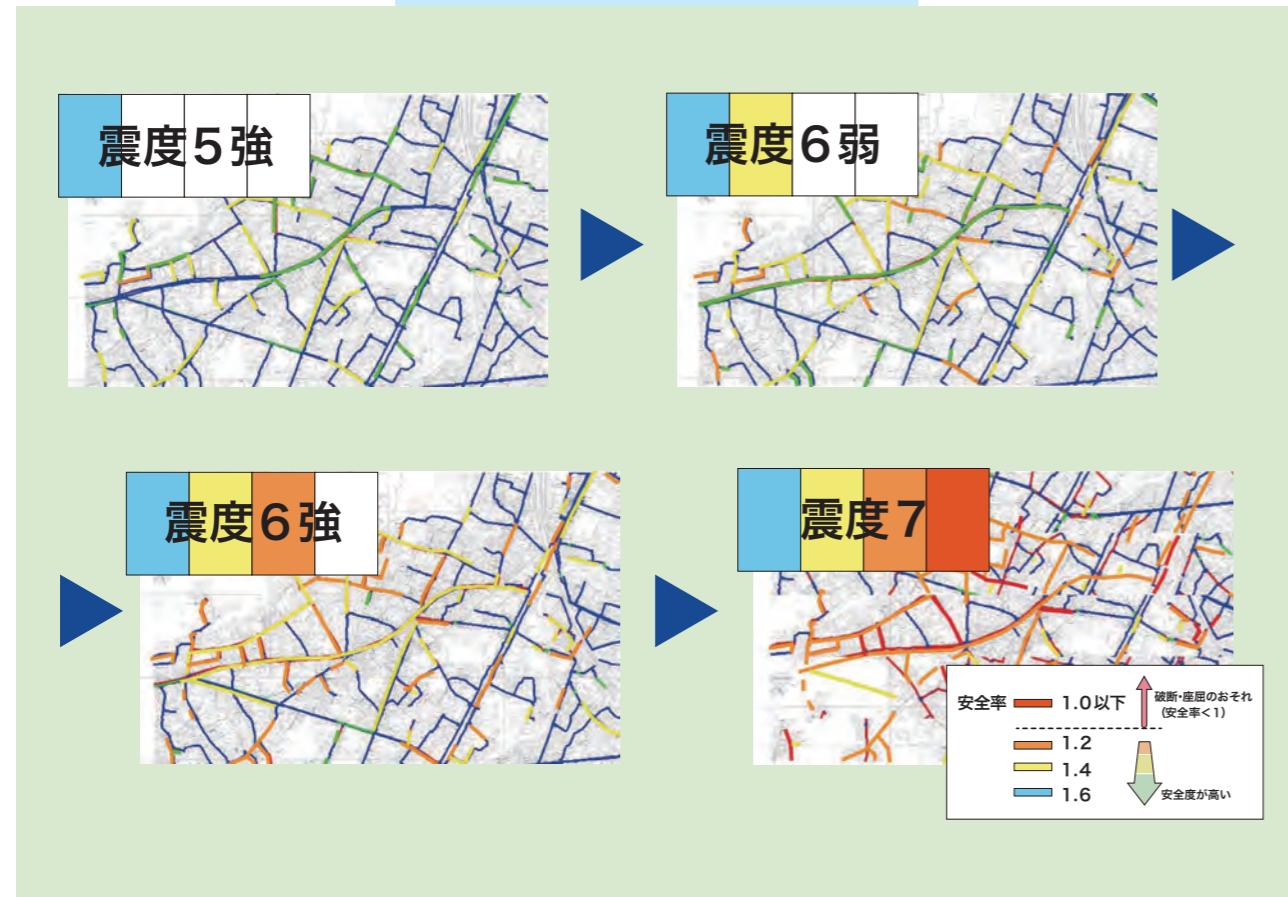 震度5強
震度6弱
震度6強
震度7
安全率
1.0以下
破断・座屈のおそれ
(安全率<1)
1.2
1.4
1.6
安全度が高い